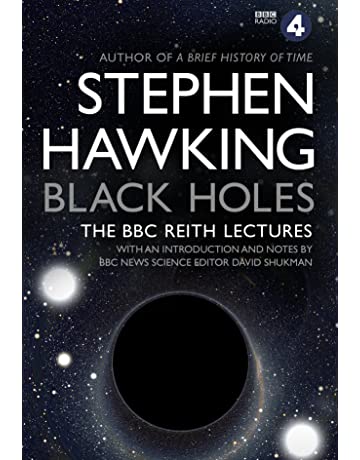 BBC
RADIO
4
AUTHOR OF A BRIEF HISTORY OF TIME
STEPHEN
HAWKING
BLACK HOLES
THE BBC REITH LECTURES
WITH AN INTRODUCTION AND NOTES BY
BBC NEWS SCIENCE EDITOR DAVID SHUKMAN